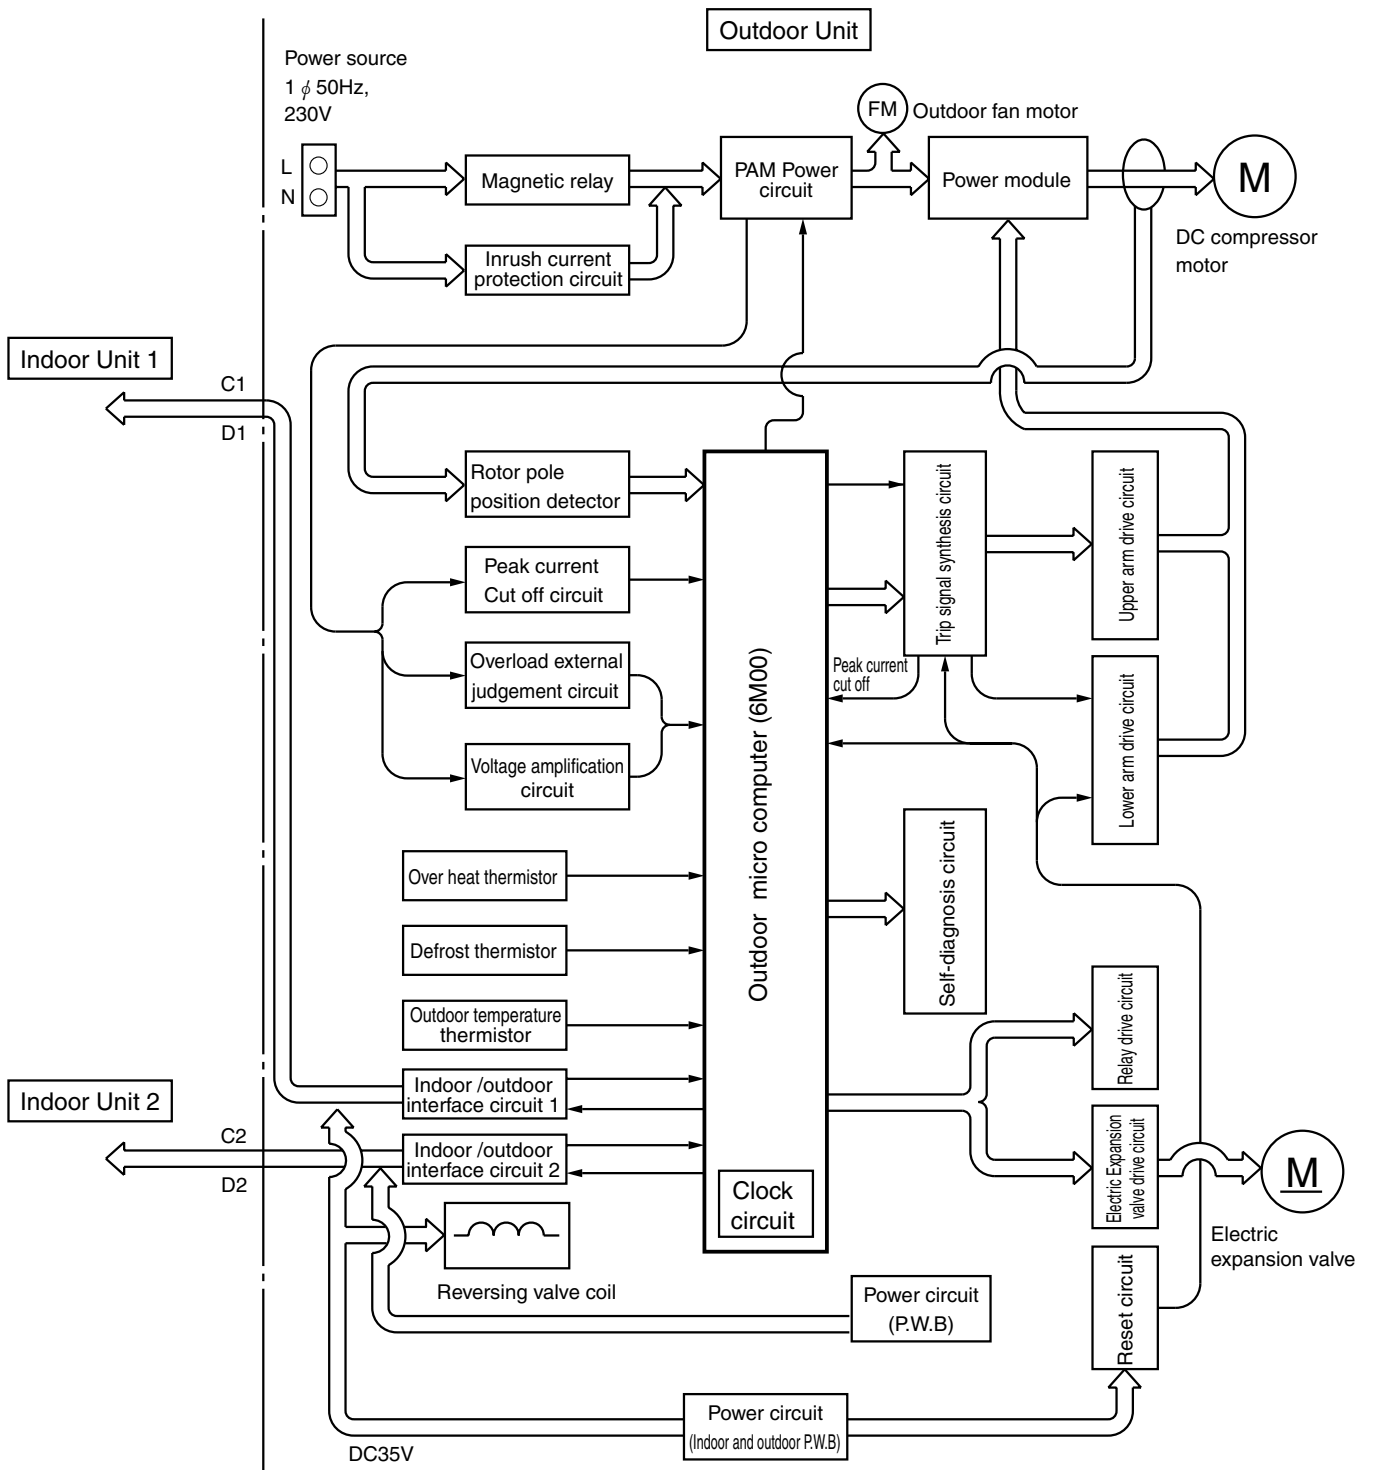 Outdoor Unit
Power source
1 ϕ 50Hz,
230V
L
N
Magnetic relay
Inrush current
protection circuit
PAM Power
circuit
FM
Outdoor fan motor
Power module
M
DC compressor
motor
Indoor Unit 1
C1
D1
Rotor pole
position detector
Peak current
Cut off circuit
Overload external
judgement circuit
Voltage amplification
circuit
Over heat thermistor
Defrost thermistor
Outdoor temperature
thermistor
Indoor /outdoor
interface circuit 1
Indoor Unit 2
C2
D2
Indoor /outdoor
interface circuit 2
Reversing valve coil
Outdoor micro computer (6M00)
Clock
circuit
Trip signal synthesis circuit
Peak current
cut off
Upper arm drive circuit
Lower arm drive circuit
Self-diagnosis circuit
Relay drive circuit
Electric Expansion
valve drive circuit
M
Electric
expansion valve
Reset circuit
Power circuit
(P.W.B)
Power circuit
(Indoor and outdoor P.W.B)
DC35V